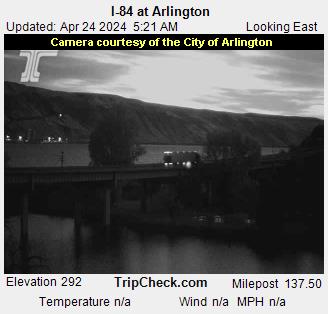 I-84 at Arlington
Updated: Apr 24 2024 5:21 AM Looking East
Camera courtesy of the City of Arlington
Elevation 292 TripCheck.com Milepost 137.50
Temperature n/a Wind n/a MPH n/a